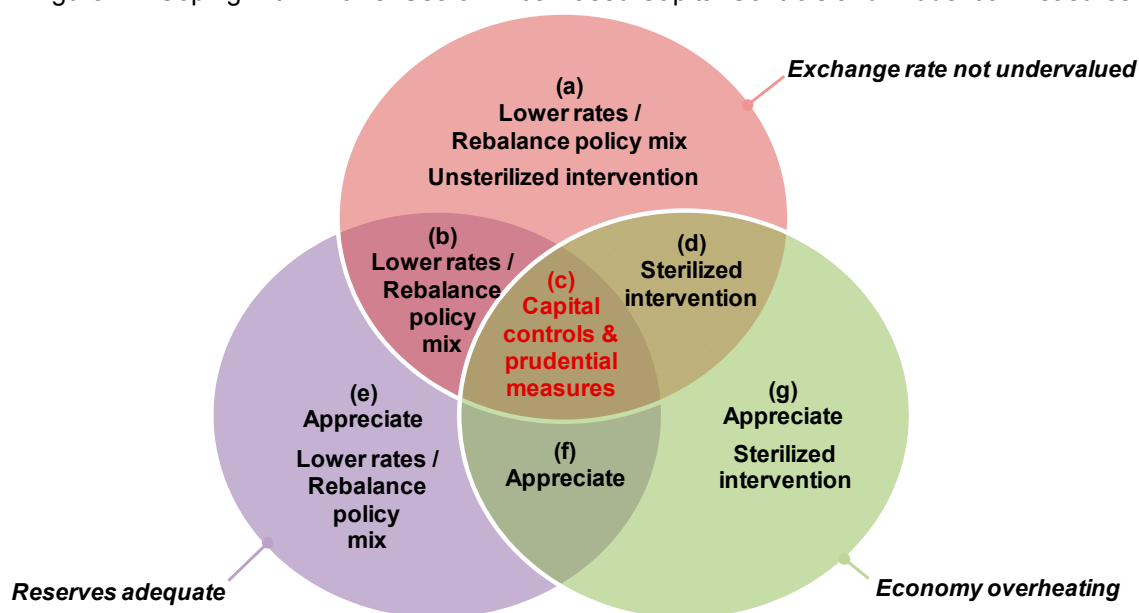 Exchange rate not undervalued
(a)
Lower rates /
Rebalance policy mix
Unsterilized intervention
(b)
Lower rates /
Rebalance
policy
mix
(c)
Capital
controls &
prudential
measures
(d)
Sterilized
intervention
(e)
Appreciate
Lower rates /
Rebalance
policy
mix
(f)
Appreciate
(g)
Appreciate
Sterilized
intervention
Reserves adequate
Economy overheating